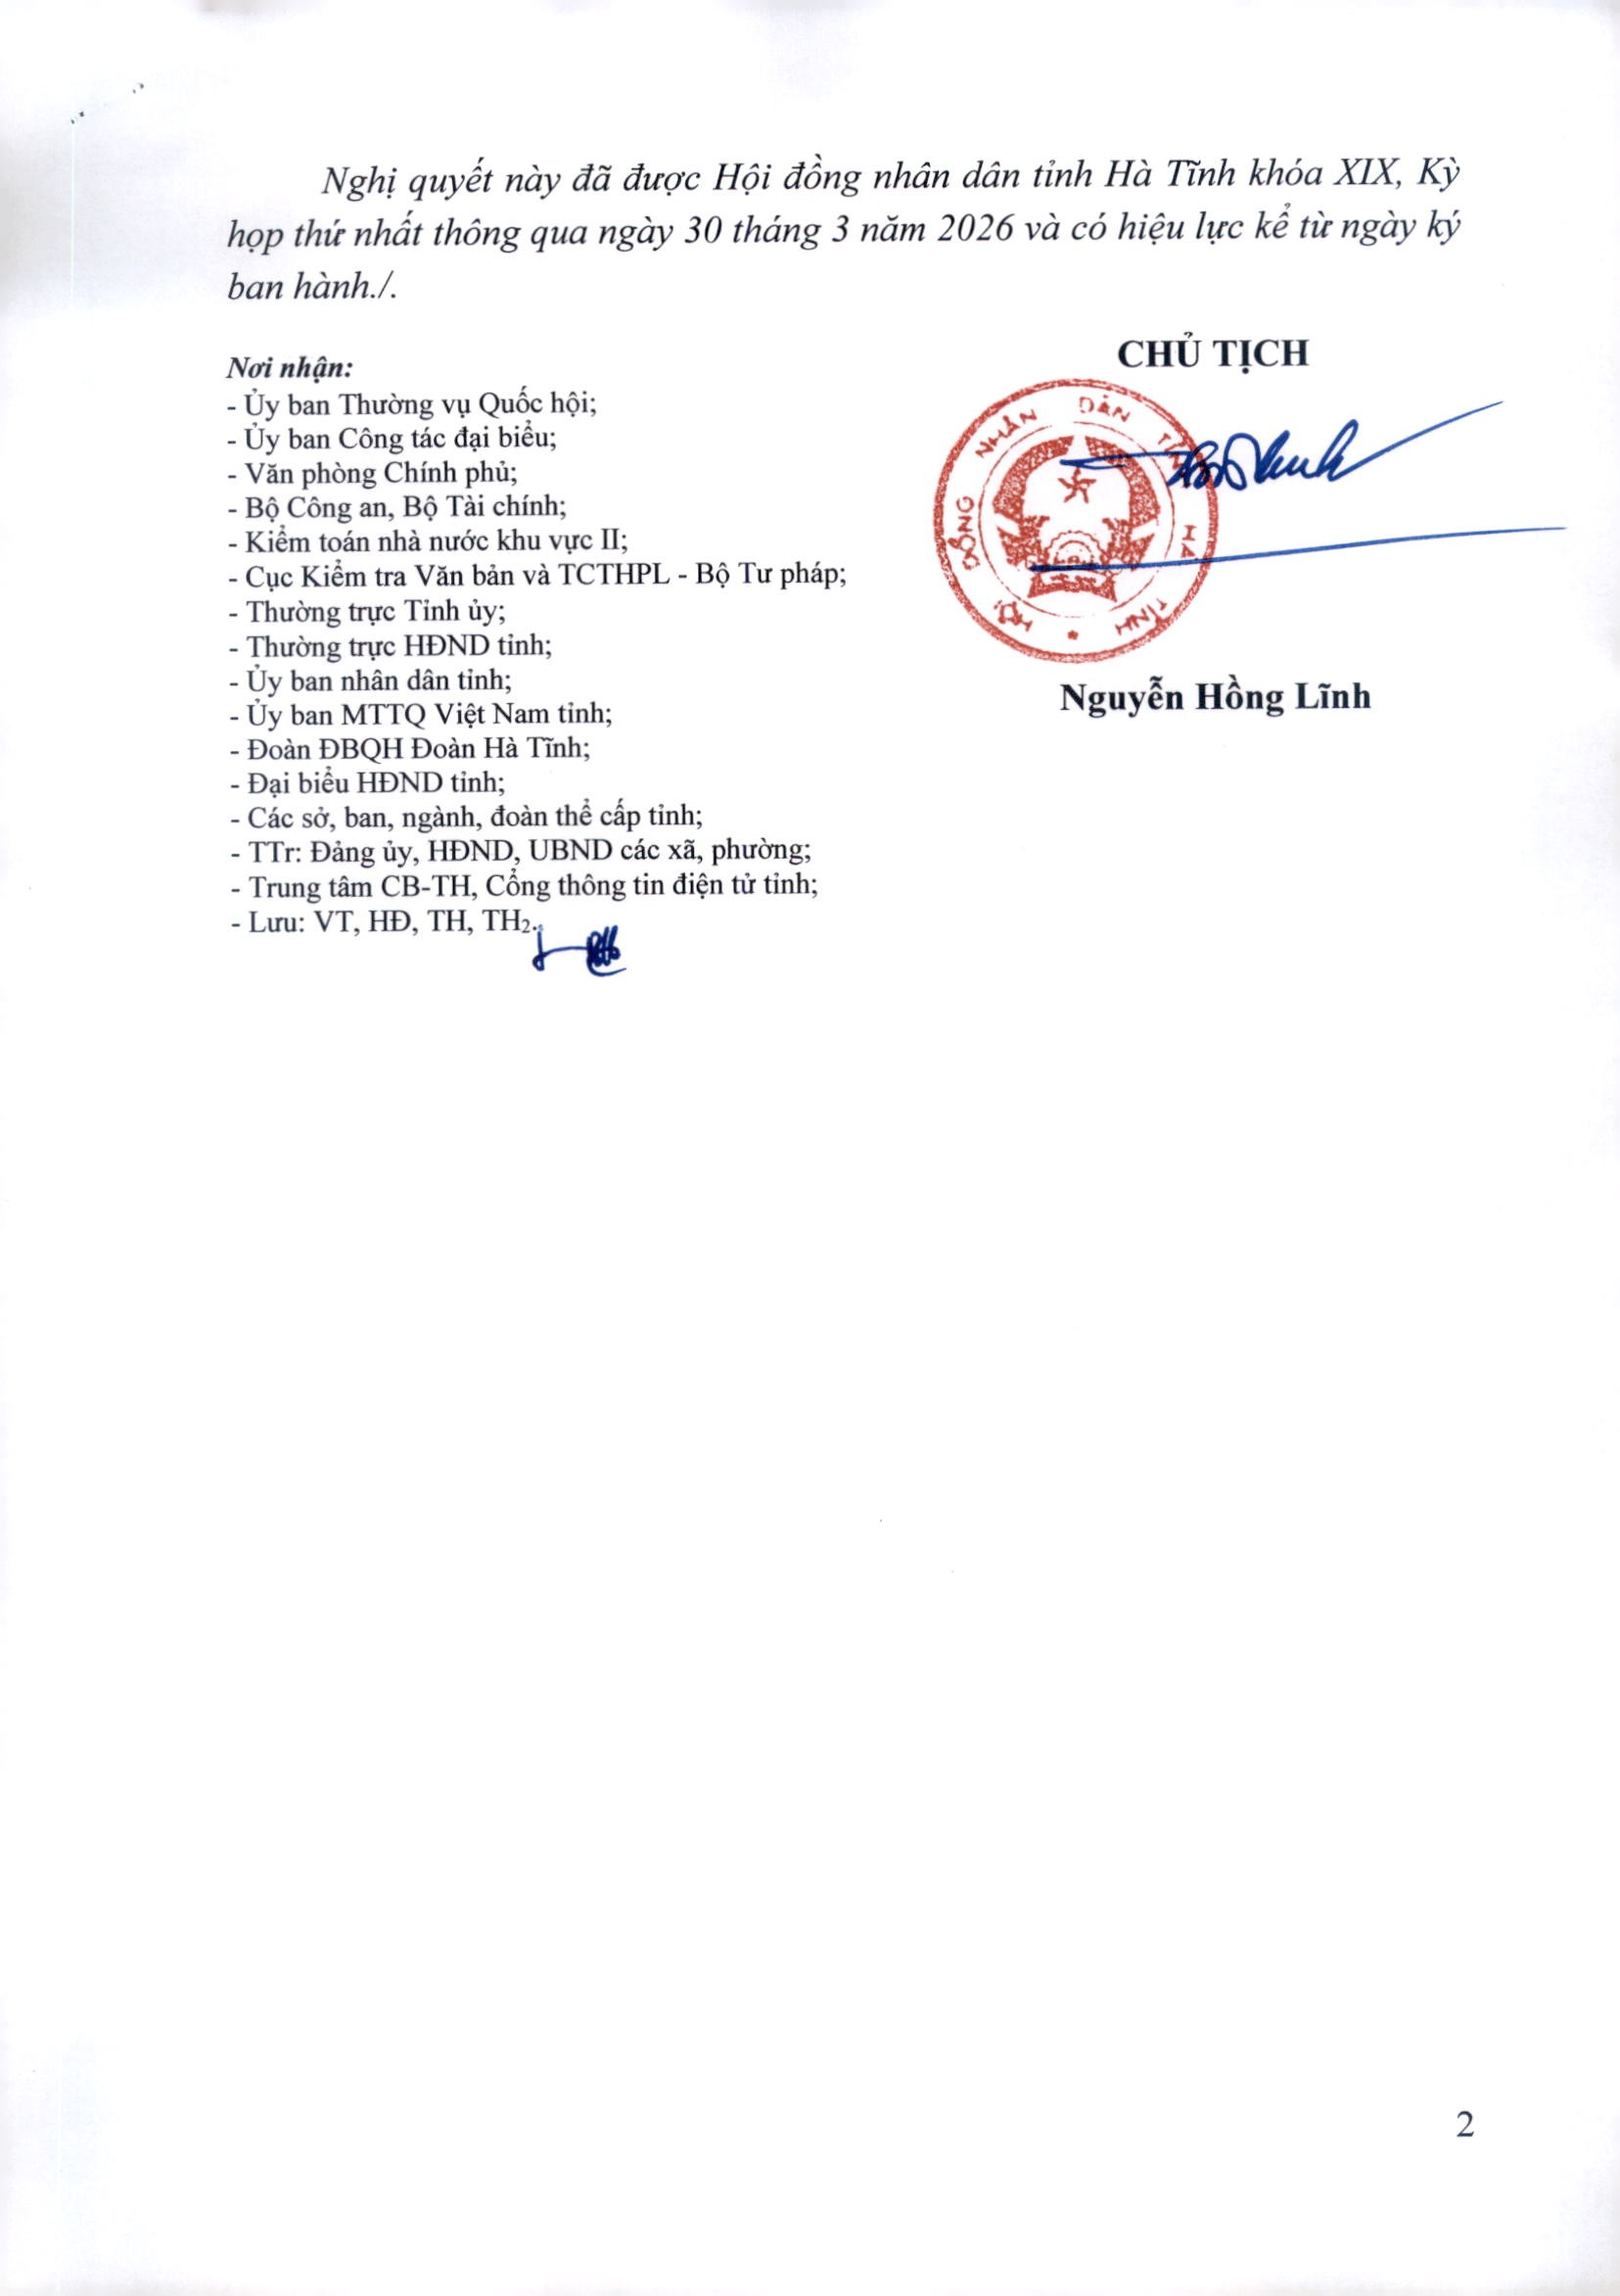 Nghị quyết này đã được Hội đồng nhân dân tỉnh Hà Tĩnh khóa XIX, Kỳ
họp thứ nhất thông qua ngày 30 tháng 3 năm 2026 và có hiệu lực kể từ ngày ký
ban hành./.
Nơi nhận:
- Ủy ban Thường vụ Quốc hội;
- Ủy ban Công tác đại biểu;
- Văn phòng Chính phủ;
- Bộ Công an, Bộ Tài chính;
- Kiểm toán nhà nước khu vực II;
- Cục Kiểm tra Văn bản và TCTHPL - Bộ Tư pháp;
- Thường trực Tỉnh ủy;
- Thường trực HĐND tỉnh;
- Ủy ban nhân dân tỉnh;
- Ủy ban MTTQ Việt Nam tỉnh;
- Đoàn ĐBQH Đoàn Hà Tĩnh;
- Đại biểu HĐND tỉnh;
- Các sở, ban, ngành, đoàn thể cấp tỉnh;
- TTr: Đảng ủy, HĐND, UBND các xã, phường;
- Trung tâm CB-TH, Cổng thông tin điện tử tỉnh;
- Lưu: VT, HĐ, TH, TH₂.
CHỦ TỊCH
HỘI ĐỒNG NHÂN DÂN TỈNH HÀ TĨNH
Nguyễn Hồng Lĩnh
2